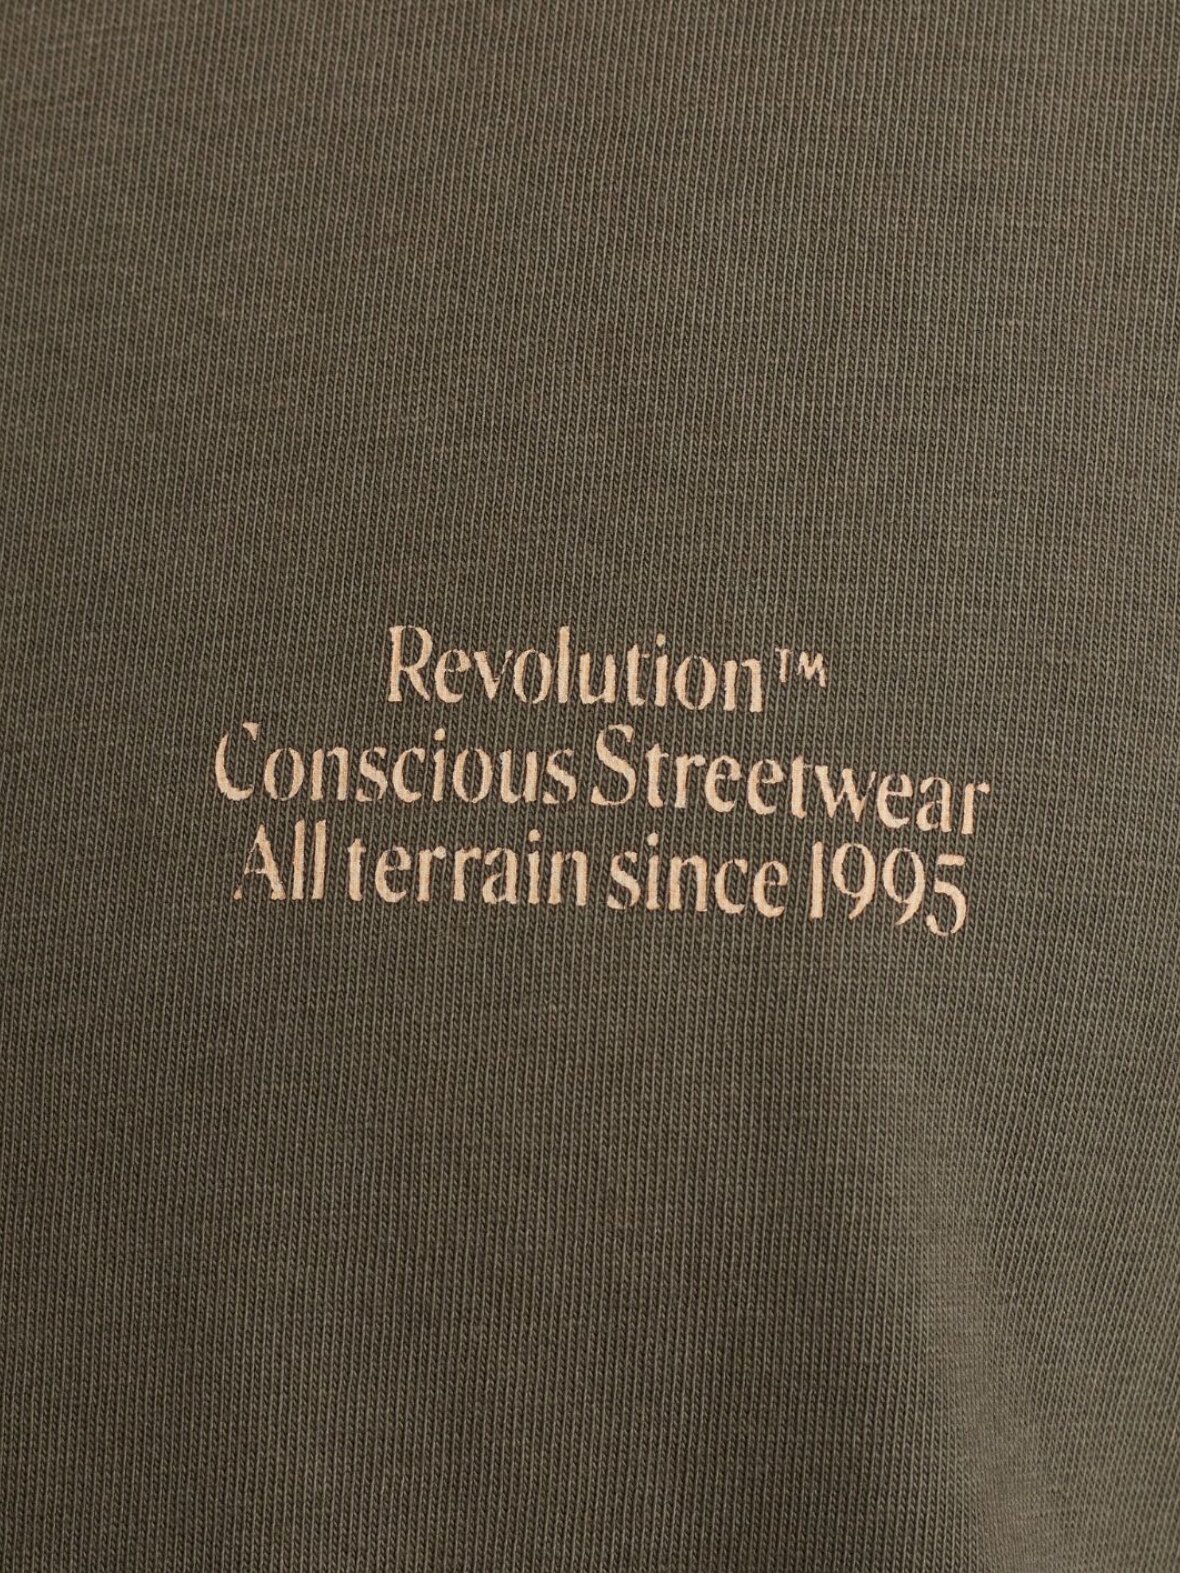 Revolution™
Conscious Streetwear
All terrain since 1995